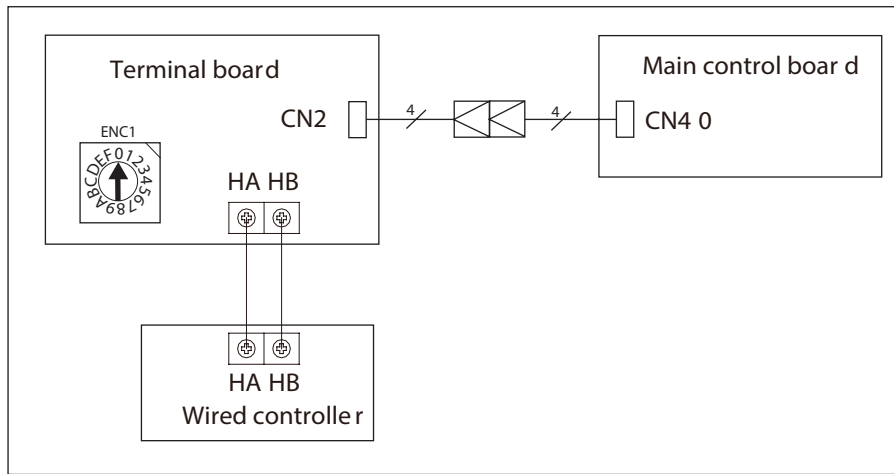 Terminal board
Main control boar d
CN2
4
4
CN4 0
ENC1
0123456789ABCDEF
HA HB
HA HB
Wired controlle r